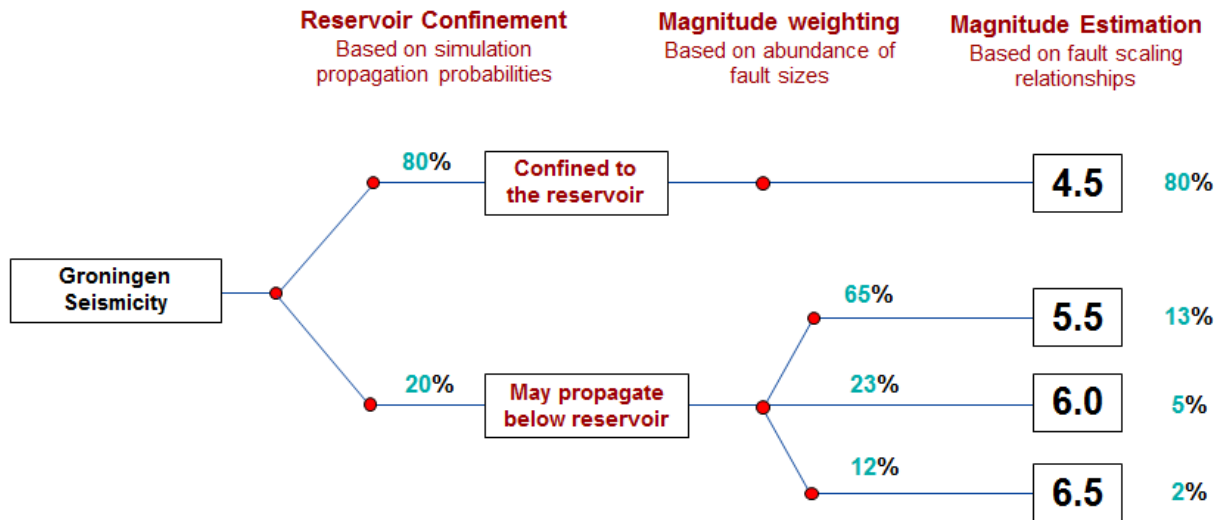 Reservoir Confinement
Based on simulation
propagation probabilities
Magnitude weighting
Based on abundance of
fault sizes
Magnitude Estimation
Based on fault scaling
relationships
80%
Confined to
the reservoir
4.5
80%
Groningen
Seismicity
65%
5.5
13%
20%
May propagate
below reservoir
23%
6.0
5%
12%
6.5
2%